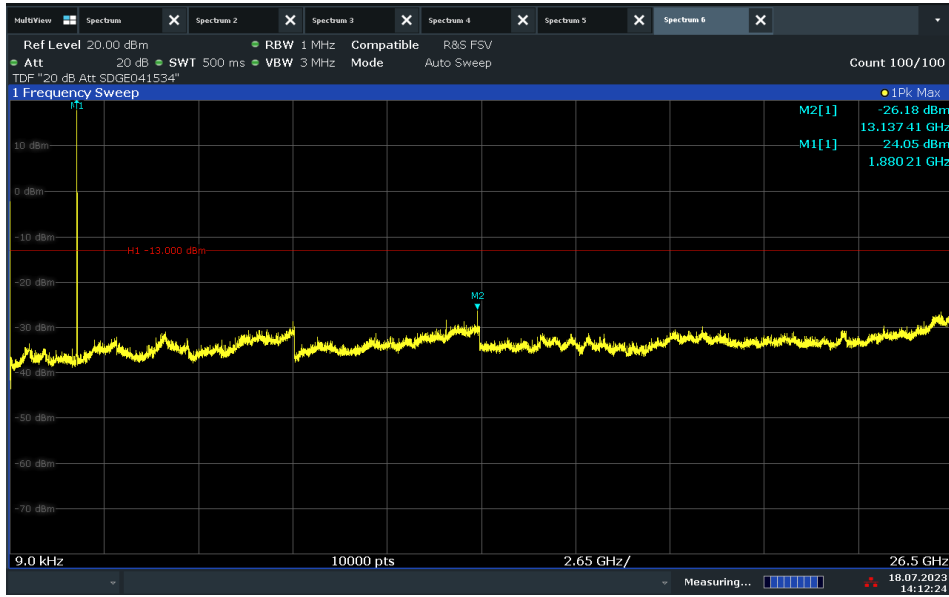 MultiView Spectrum Spectrum 2 Spectrum 3 Spectrum 4 Spectrum 5 Spectrum 6
Ref Level 20.00 dBm RBW 1 MHz Compatible R&S FSV
Att 20 dB SWT 500 ms VBW 3 MHz Mode Auto Sweep Count 100/100
TDF "20 dB Att SDGE041534"
1 Frequency Sweep 1Pk Max
M1
M2[1] -26.18 dBm
13.137 41 GHz
10 dBm M1[1] 24.05 dBm
1.880 21 GHz
0 dBm
-10 dBm
H1 -13.000 dBm
-20 dBm
M2
-30 dBm
-40 dBm
-50 dBm
-60 dBm
-70 dBm
9.0 kHz 10000 pts 2.65 GHz/ 26.5 GHz
Measuring... 18.07.2023
14:12:24